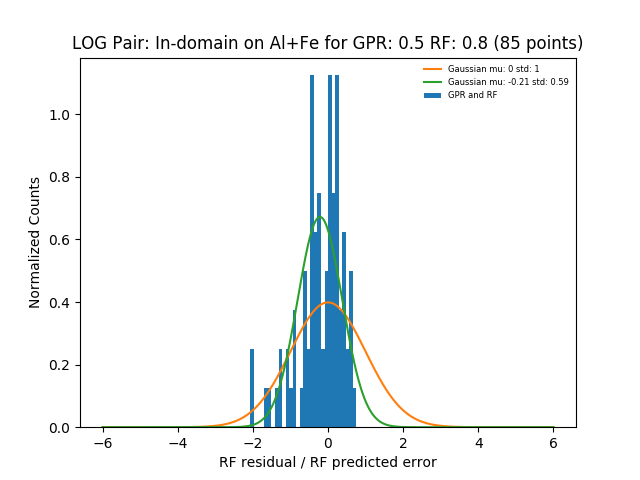 LOG Pair: In-domain on Al+Fe for GPR: 0.5 RF: 0.8 (85 points)
Gaussian mu: 0 std: 1
Gaussian mu: -0.21 std: 0.59
GPR and RF
Normalized Counts
1.0
0.8
0.6
0.4
0.2
0.0
−6 −4 −2 0 2 4 6
RF residual / RF predicted error